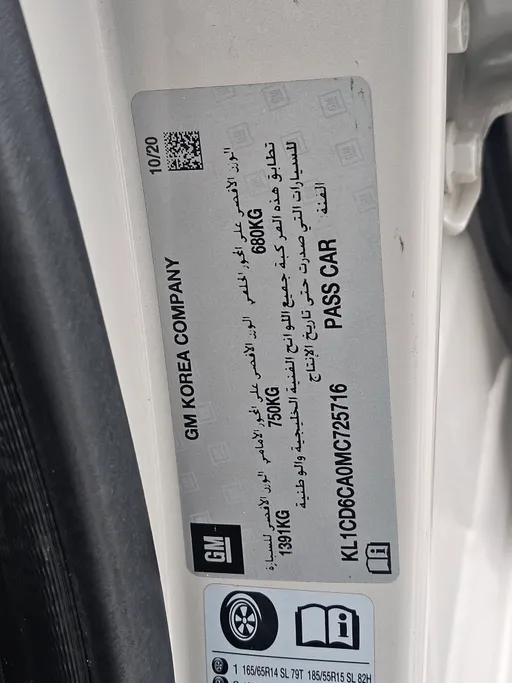 GM
GM KOREA COMPANY
10/20
الوزن الأقصى للسيارة
1391KG
الوزن الأقصى على المحور الأمامي
750KG
الوزن الأقصى على المحور الخلفي
680KG
تطابق هذه المركبة جميع اللوائح الفنية الخليجية والوطنية
للسيارات التي صدرت حتى تاريخ الإنتاج
KL1CD6CA0MC725716
PASS CAR
الفئة
1 165/65R14 SL 79T 185/55R15 SL 82H